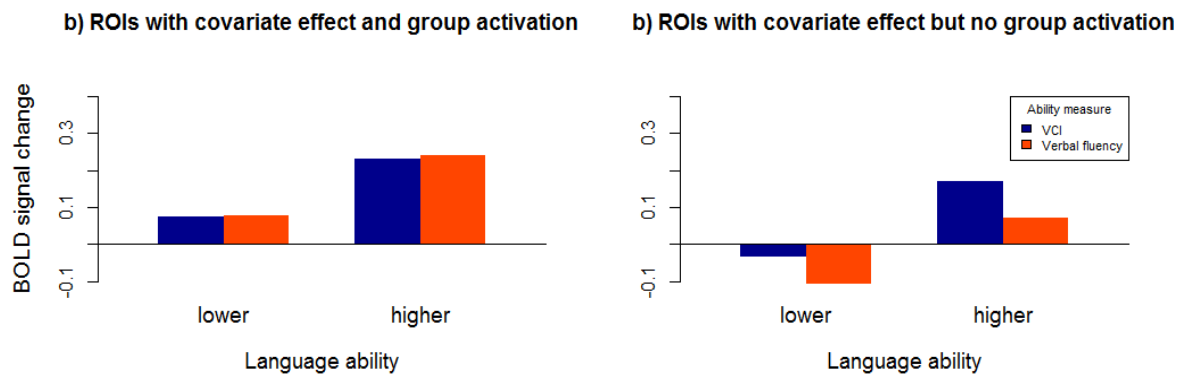 b) ROIs with covariate effect and group activation
BOLD signal change
0.3
0.1
-0.1
lower
higher
Language ability
b) ROIs with covariate effect but no group activation
0.3
0.1
-0.1
Ability measure
VCI
Verbal fluency
lower
higher
Language ability